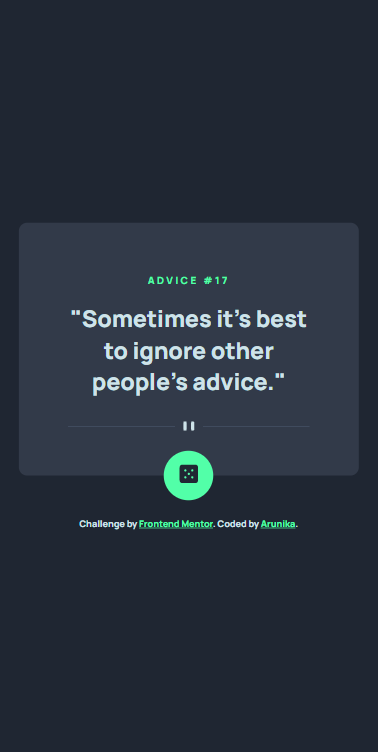 ADVICE #17
"Sometimes it’s best
to ignore other
people’s advice."
Challenge by Frontend Mentor. Coded by Arunika.